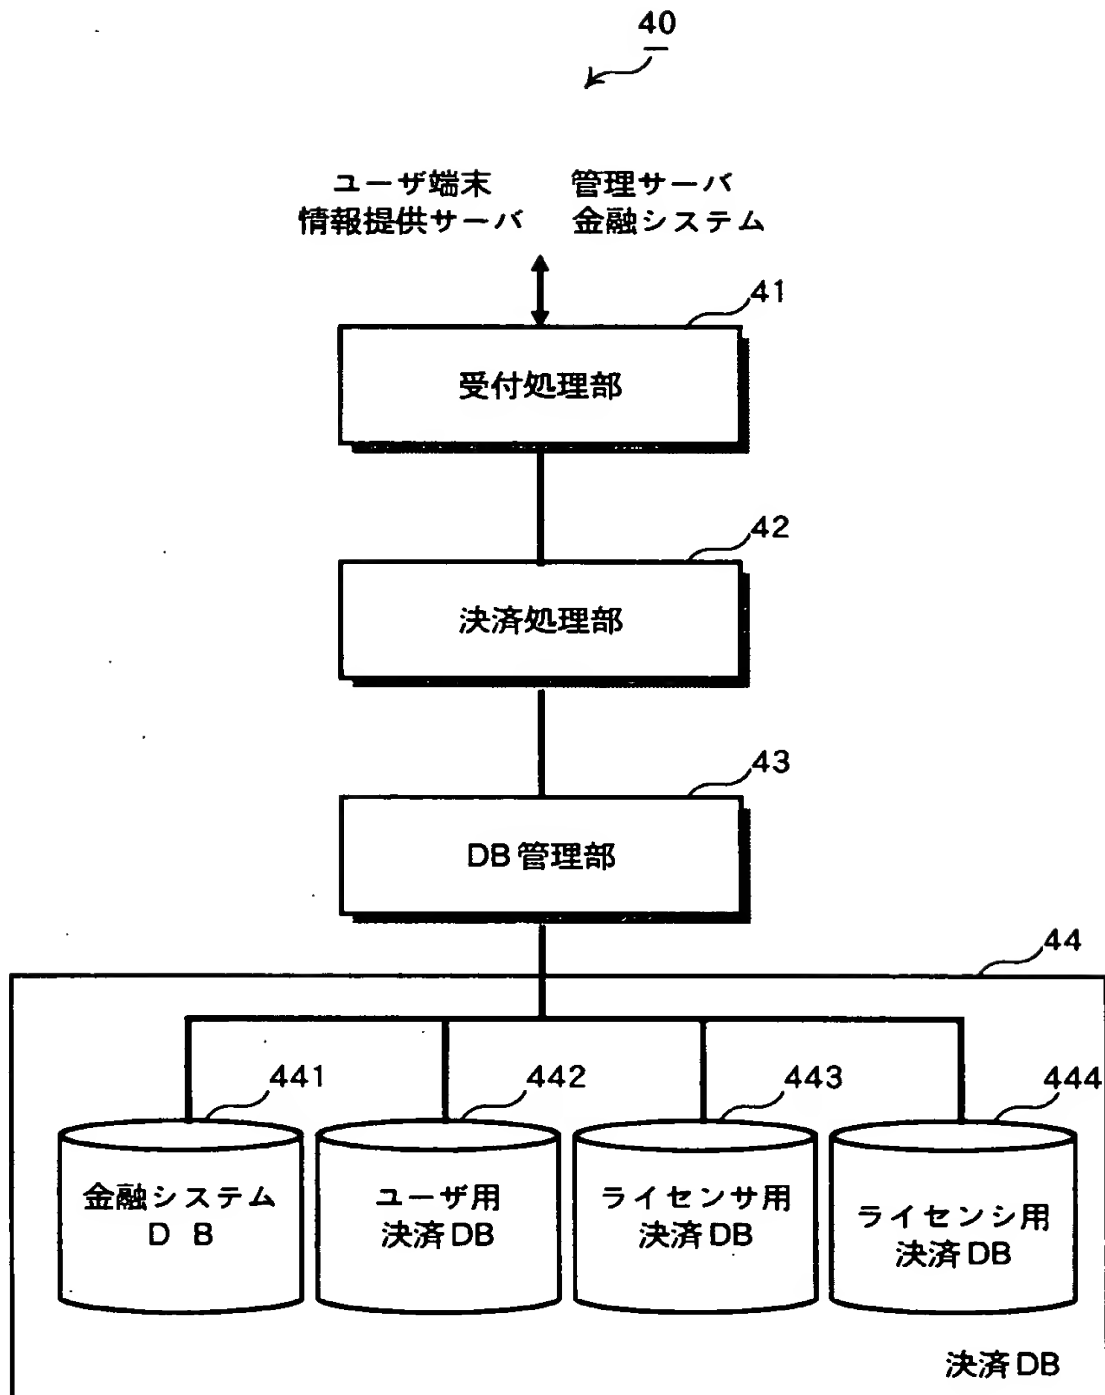 40
ユーザ端末 管理サーバ
情報提供サーバ 金融システム
41
受付処理部
42
決済処理部
43
DB管理部
44
441
442
443
444
金融システム
DB
ユーザ用
決済DB
ライセンサ用
決済DB
ライセンシ用
決済DB
決済DB